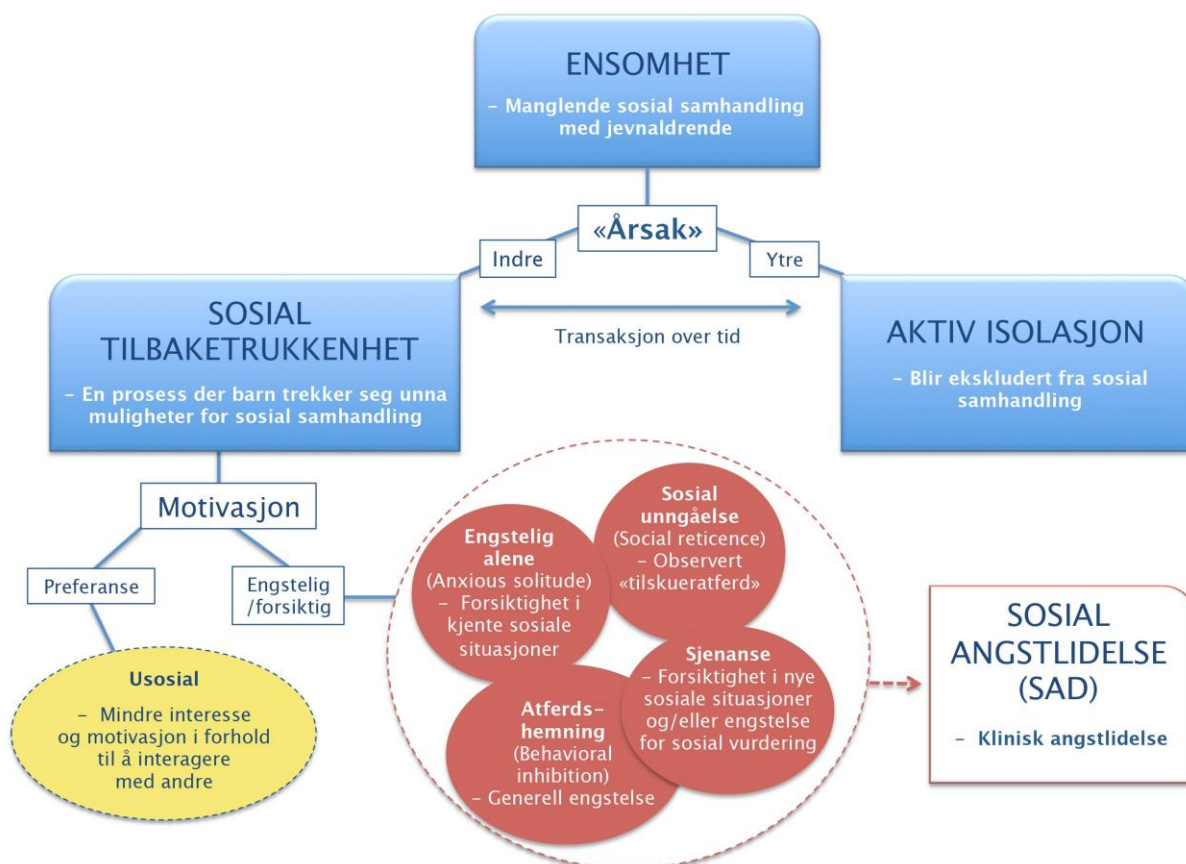 ENSOMHET
– Manglende sosial samhandling
med jevnaldrende
«Årsak»
Indre
Ytre
SOSIAL
TILBAKETRUKKENHET
– En prosess der barn trekker seg unna
muligheter for sosial samhandling
Transaksjon over tid
AKTIV ISOLASJON
– Blir ekskludert fra sosial
samhandling
Motivasjon
Preferanse
Engstelig
/forsiktig
Usosial
– Mindre interesse
og motivasjon i forhold
til å interagere
med andre
Engstelig
alene
(Anxious solitude)
– Forsiktighet i
kjente sosiale
situasjoner
Sosial
unngåelse
(Social reticence)
– Observert
«tilskueratferd»
Atferds-
hemning
(Behavioral
inhibition)
– Generell engstelse
Sjenanse
– Forsiktighet i nye
sosiale situasjoner
og/eller engstelse
for sosial vurdering
SOSIAL
ANGSTLIDELSE
(SAD)
– Klinisk angstlidelse